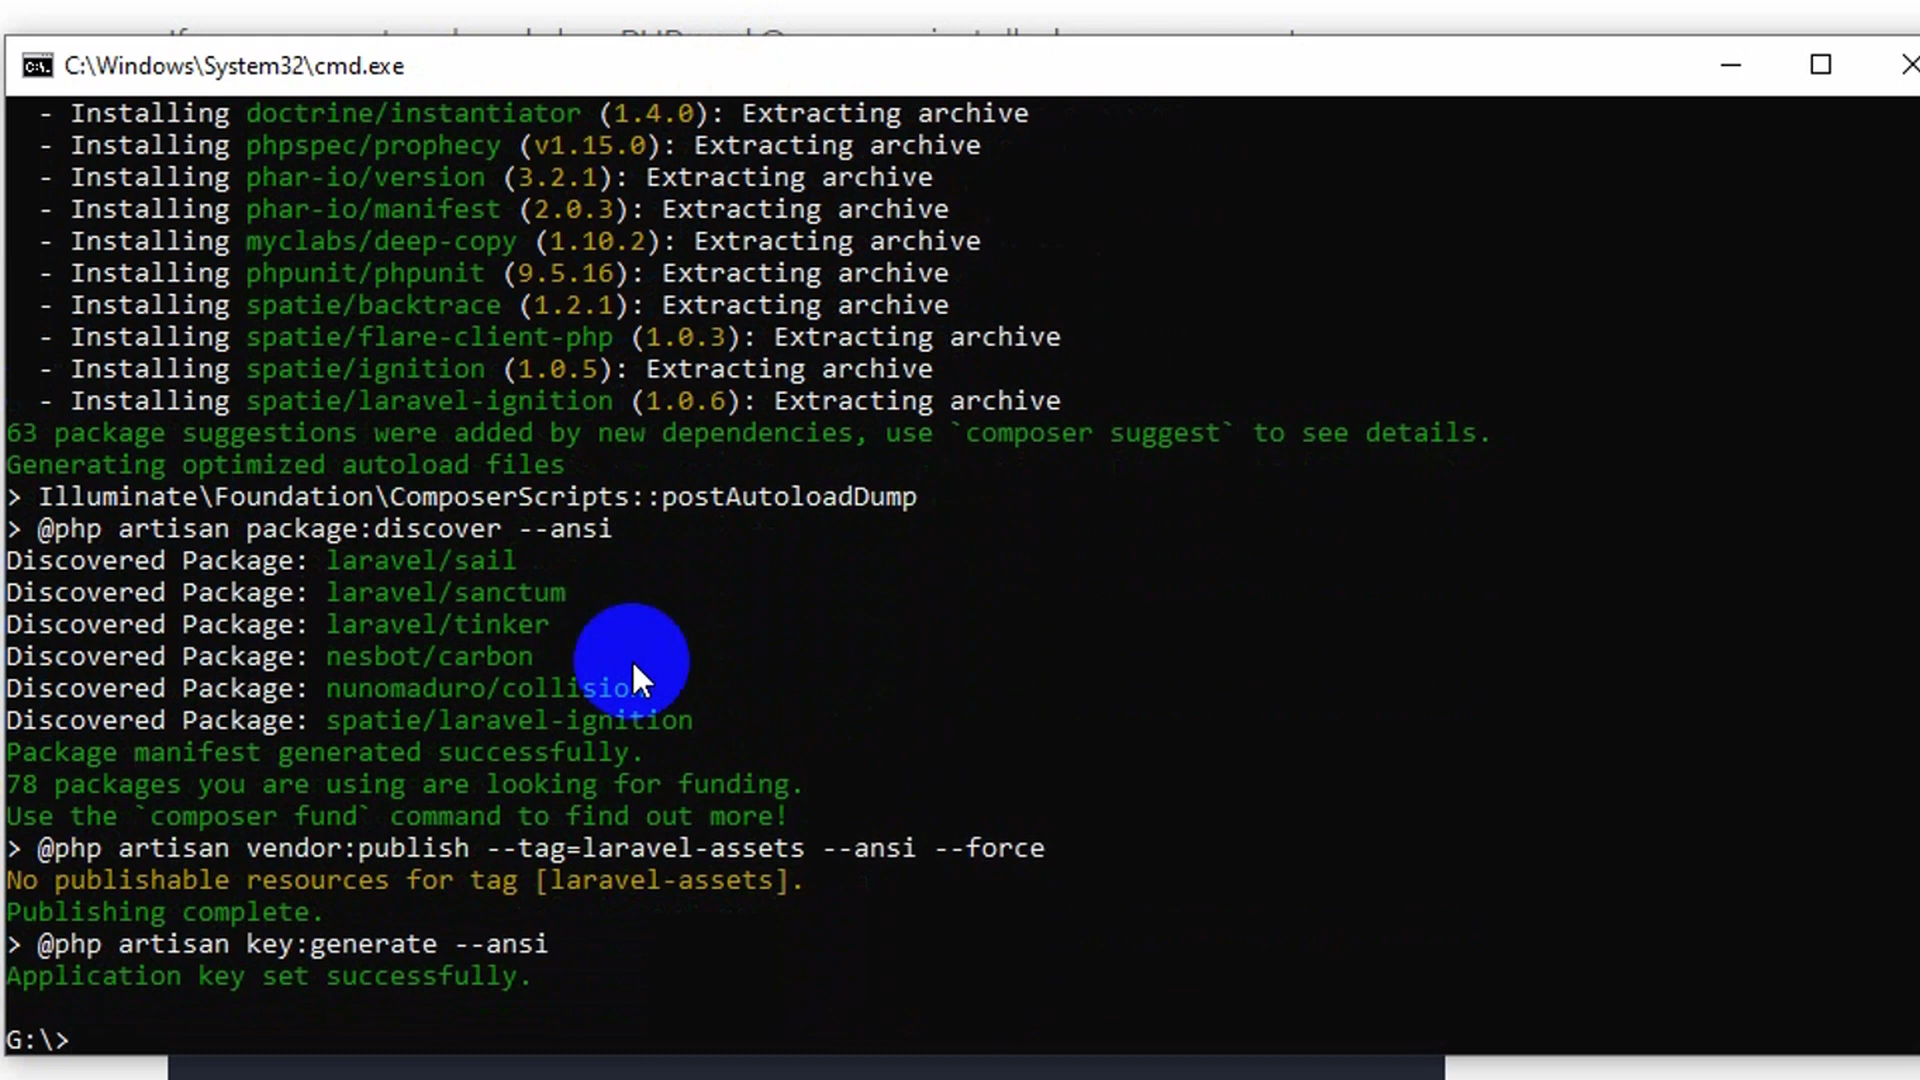 C:\Windows\System32\cmd.exe
- Installing doctrine/instantiator (1.4.0): Extracting archive
- Installing phpspec/prophecy (v1.15.0): Extracting archive
- Installing phar-io/version (3.2.1): Extracting archive
- Installing phar-io/manifest (2.0.3): Extracting archive
- Installing myclabs/deep-copy (1.10.2): Extracting archive
- Installing phpunit/phpunit (9.5.16): Extracting archive
- Installing spatie/backtrace (1.2.1): Extracting archive
- Installing spatie/flare-client-php (1.0.3): Extracting archive
- Installing spatie/ignition (1.0.5): Extracting archive
- Installing spatie/laravel-ignition (1.0.6): Extracting archive
63 package suggestions were added by new dependencies, use `composer suggest` to see details.
Generating optimized autoload files
> Illuminate\Foundation\ComposerScripts::postAutoloadDump
> @php artisan package:discover --ansi
Discovered Package: laravel/sail
Discovered Package: laravel/sanctum
Discovered Package: laravel/tinker
Discovered Package: nesbot/carbon
Discovered Package: nunomaduro/collision
Discovered Package: spatie/laravel-ignition
Package manifest generated successfully.
78 packages you are using are looking for funding.
Use the `composer fund` command to find out more!
> @php artisan vendor:publish --tag=laravel-assets --ansi --force
No publishable resources for tag [laravel-assets].
Publishing complete.
> @php artisan key:generate --ansi
Application key set successfully.
G:\>